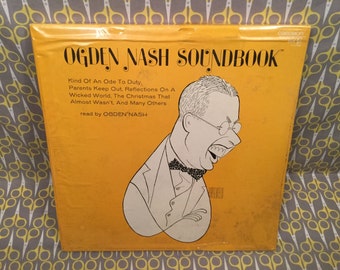 OGDEN NASH SOUNDBOOK
Kind Of An Ode To Duty,
Parents Keep Out, Reflections On A
Wicked World, The Christmas That
Almost Wasn't, And Many Others
read by OGDEN NASH